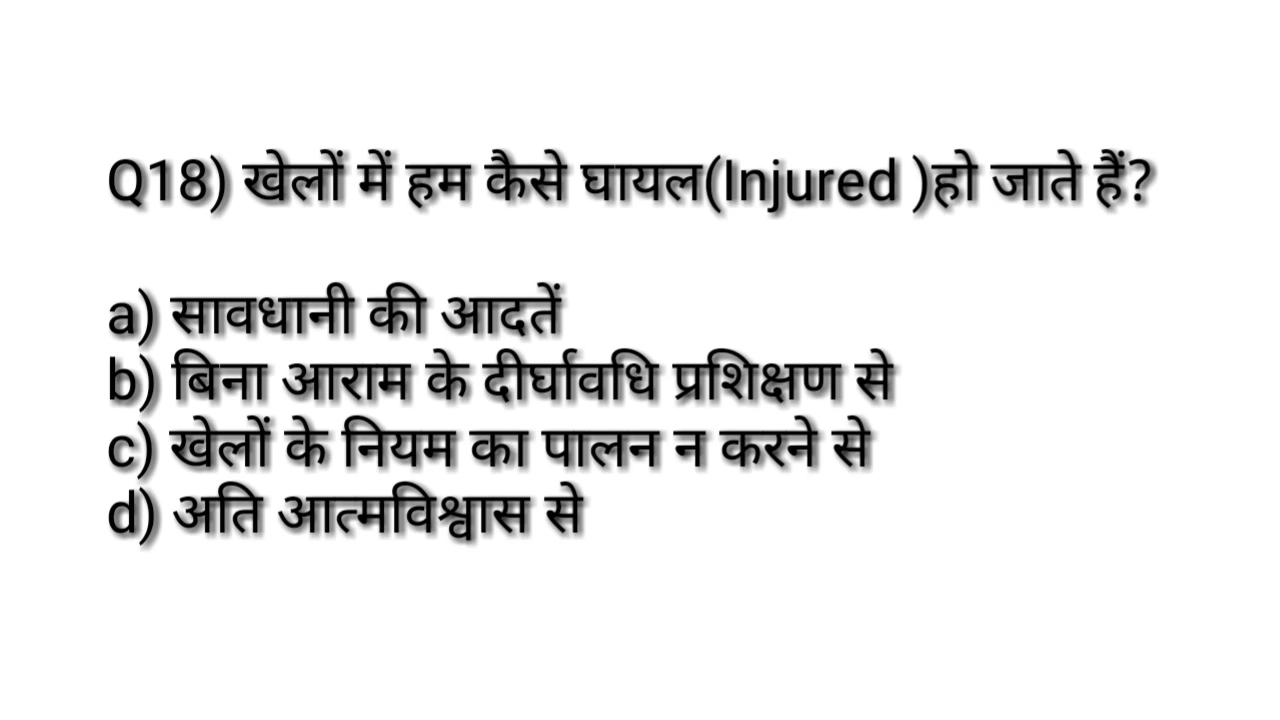 Q18) खेलों में हम कैसे घायल(Injured )हो जाते हैं?
a) सावधानी की आदतें
b) बिना आराम के दीर्घावधि प्रशिक्षण से
c) खेलों के नियम का पालन न करने से
d) अति आत्मविश्वास से